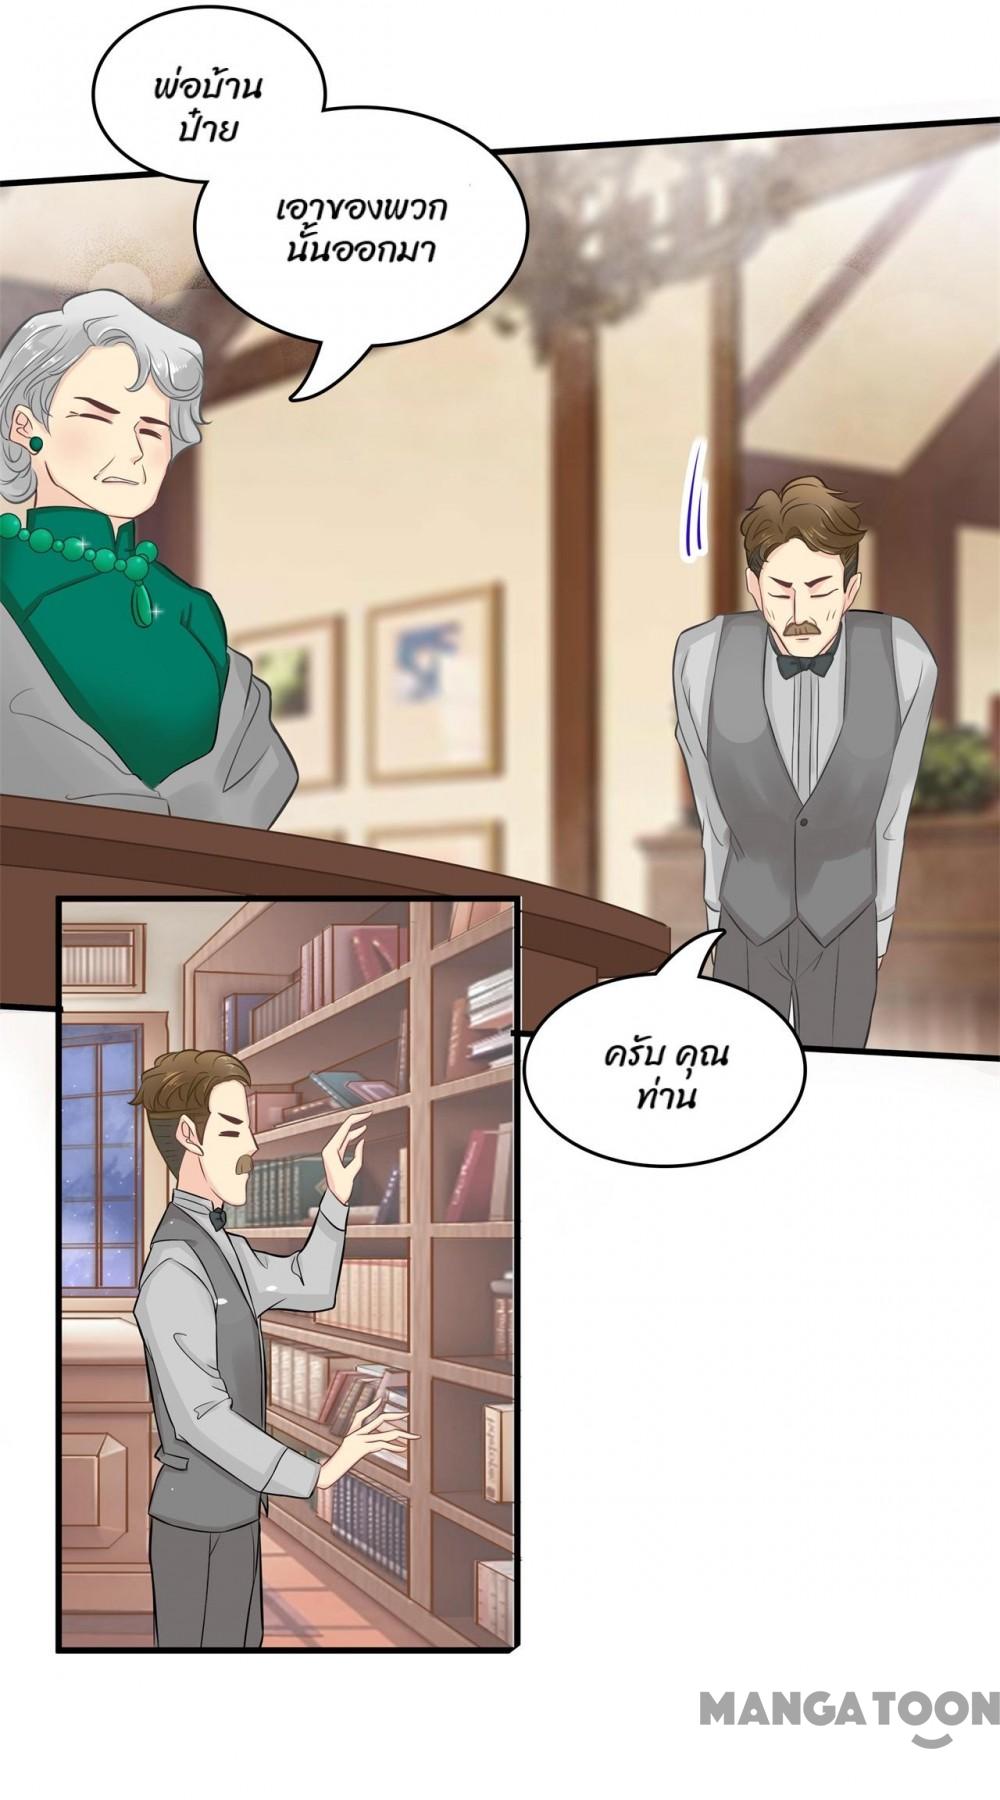 พ่อบ้าน
ป๋าย
เอาของพวก
นั้นออกมา
ครับ คุณ
ท่าน
MANGATOON